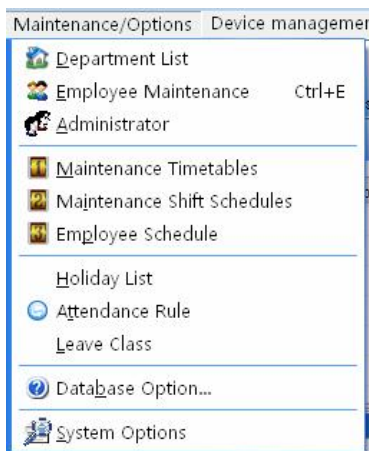 Maintenance/Options Device managemer
Department List
Employee Maintenance Ctrl+E
Administrator
Maintenance Timetables
Maintenance Shift Schedules
Employee Schedule
Holiday List
Attendance Rule
Leave Class
Database Option...
System Options